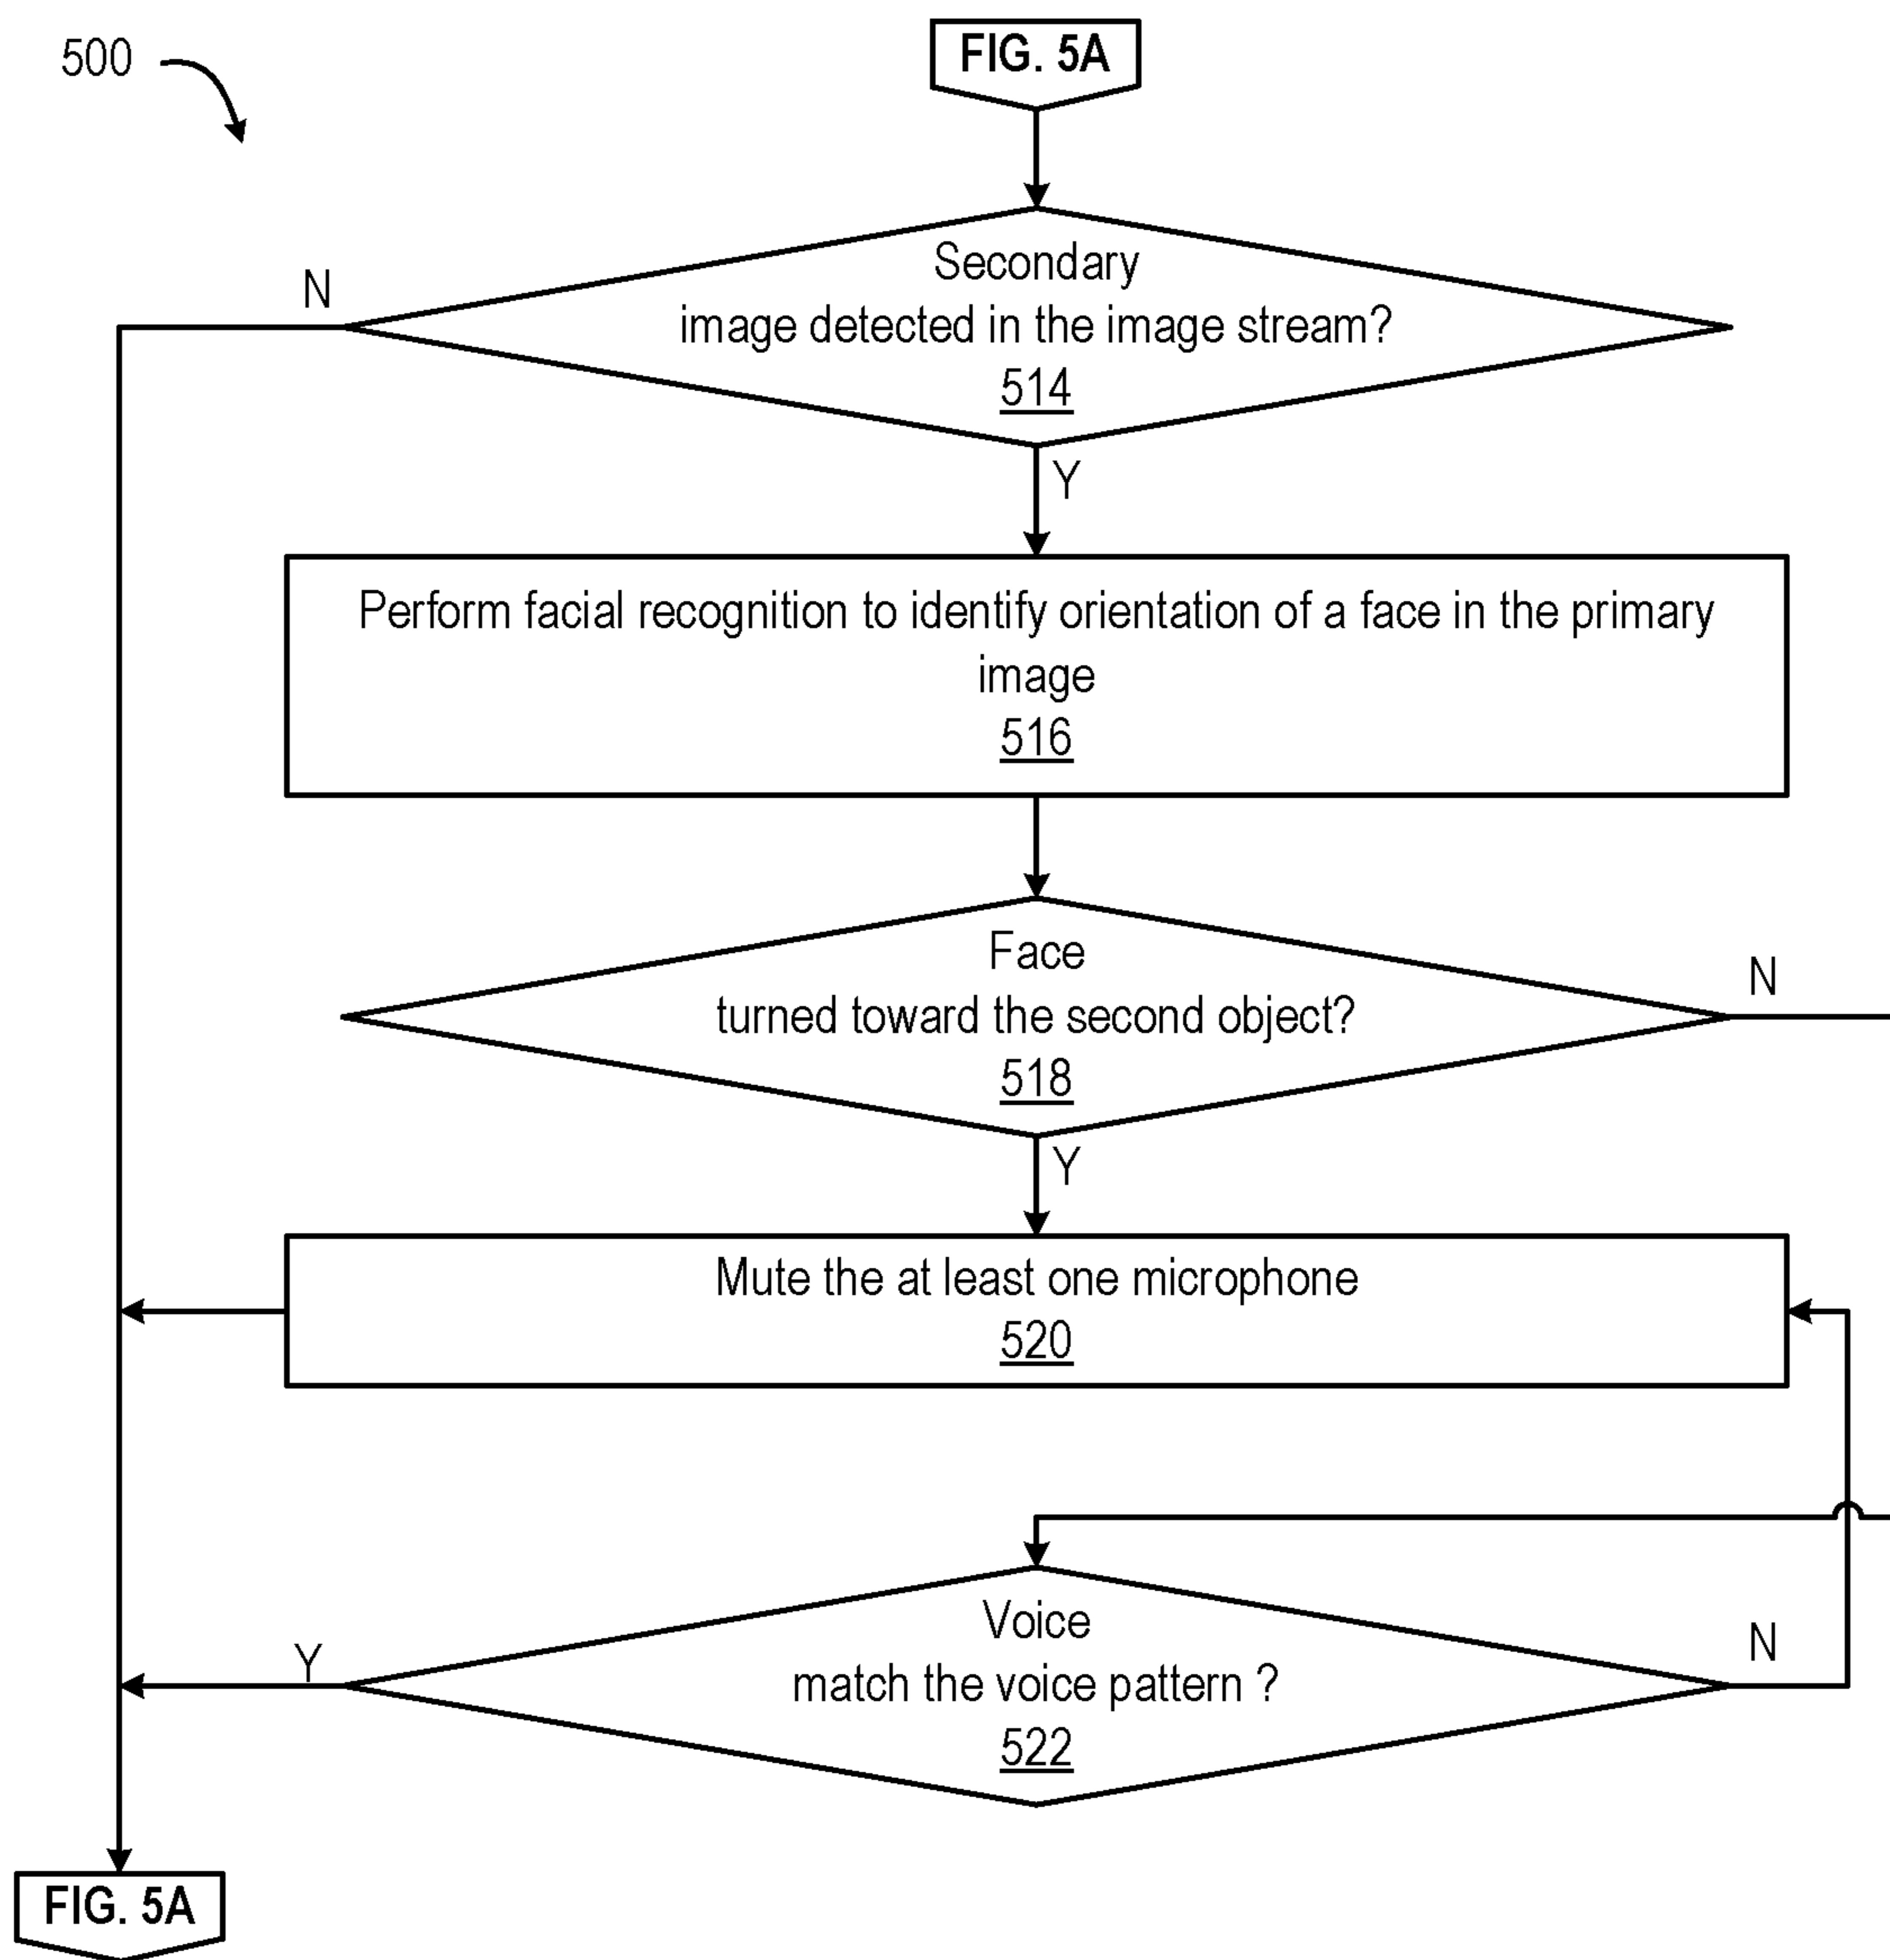 500
FIG. 5A
N
Secondary
image detected in the image stream?
514
Y
Perform facial recognition to identify orientation of a face in the primary
image
516
Face
turned toward the second object?
518
N
Y
Mute the at least one microphone
520
Y
Voice
match the voice pattern ?
522
N
FIG. 5A